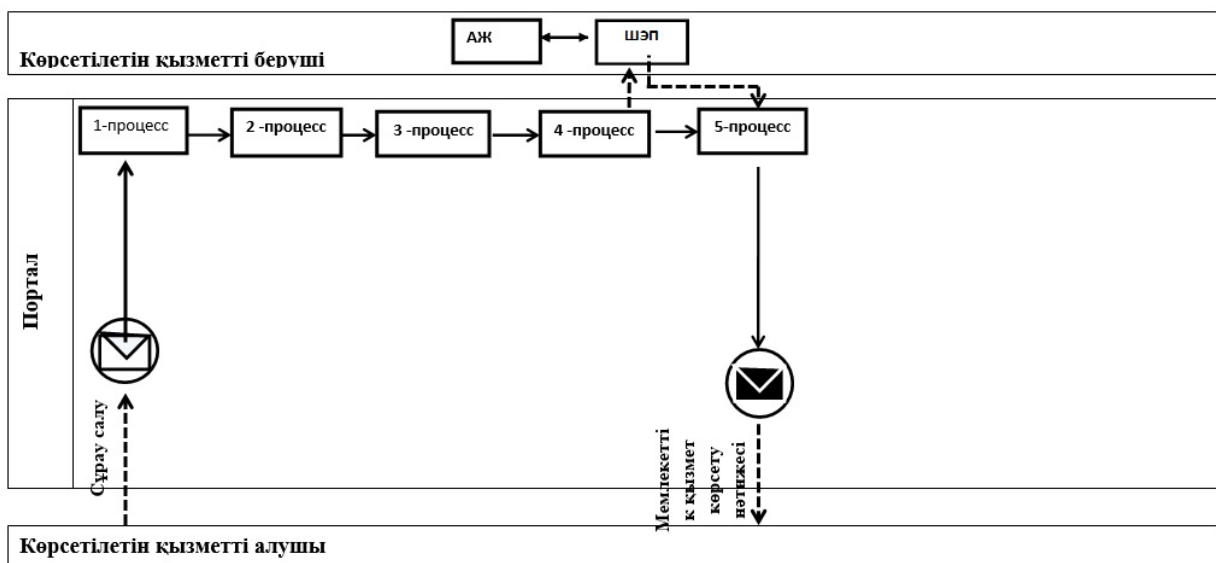 АЖ
ШЭП
Көрсетілетін қызметті беруші
1-процесс
2 -процесс
3 -процесс
4 -процесс
5-процесс
Портал
Сұрау салу
Мемлекетті
к қызмет
көрсету
нәтижесі
Көрсетілетін қызметті алушы